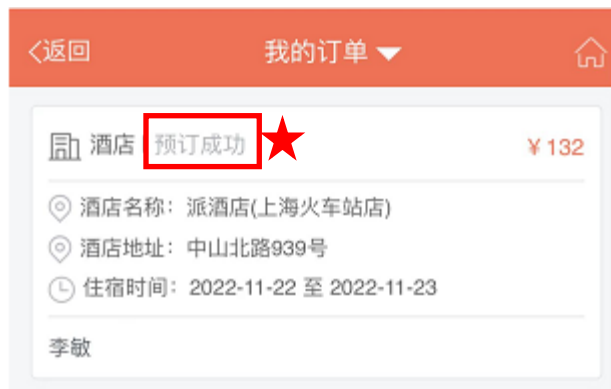 返回 我的订单
酒店 预订成功 ¥132
酒店名称：派酒店(上海火车站店)
酒店地址：中山北路939号
住宿时间：2022-11-22 至 2022-11-23
李敏